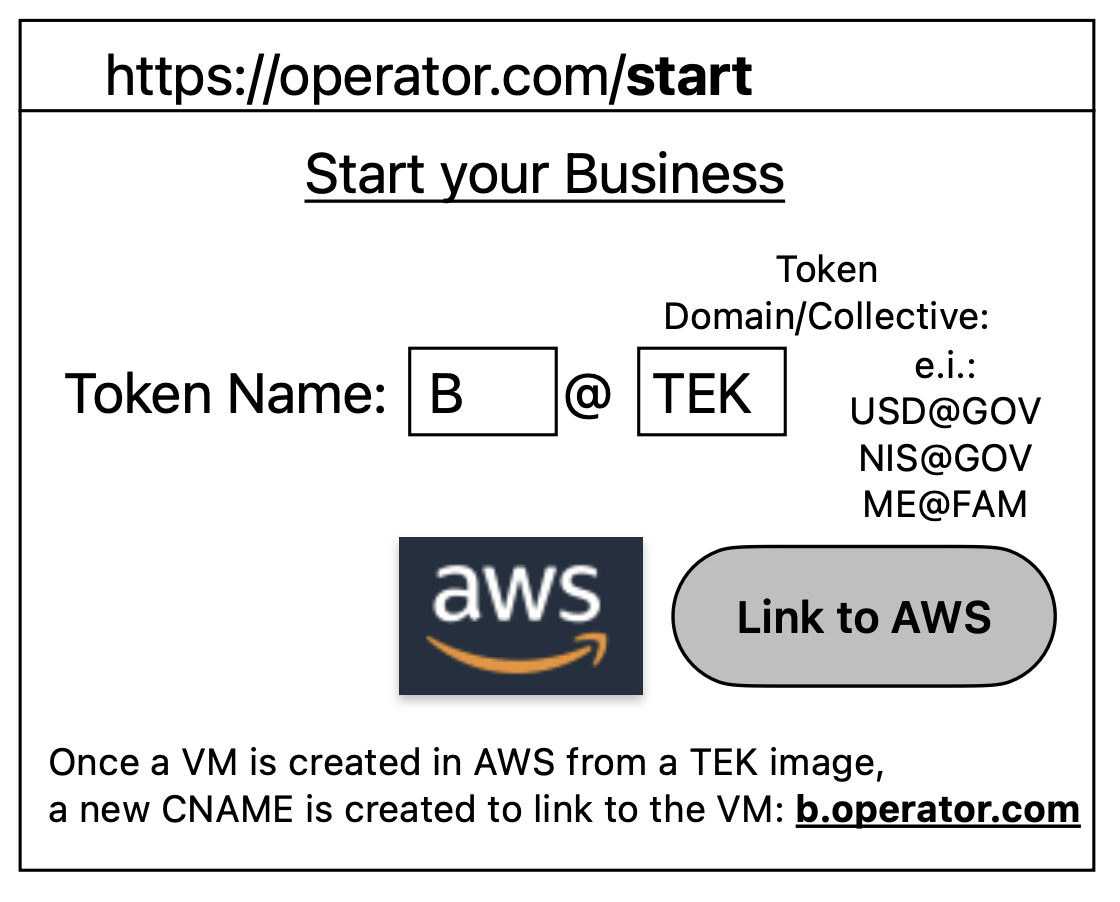 https://operator.com/start
Start your Business
Token
Domain/Collective:
Token Name: B @ TEK
e.i.:
USD@GOV
NIS@GOV
ME@FAM
aws
Link to AWS
Once a VM is created in AWS from a TEK image,
a new CNAME is created to link to the VM: b.operator.com